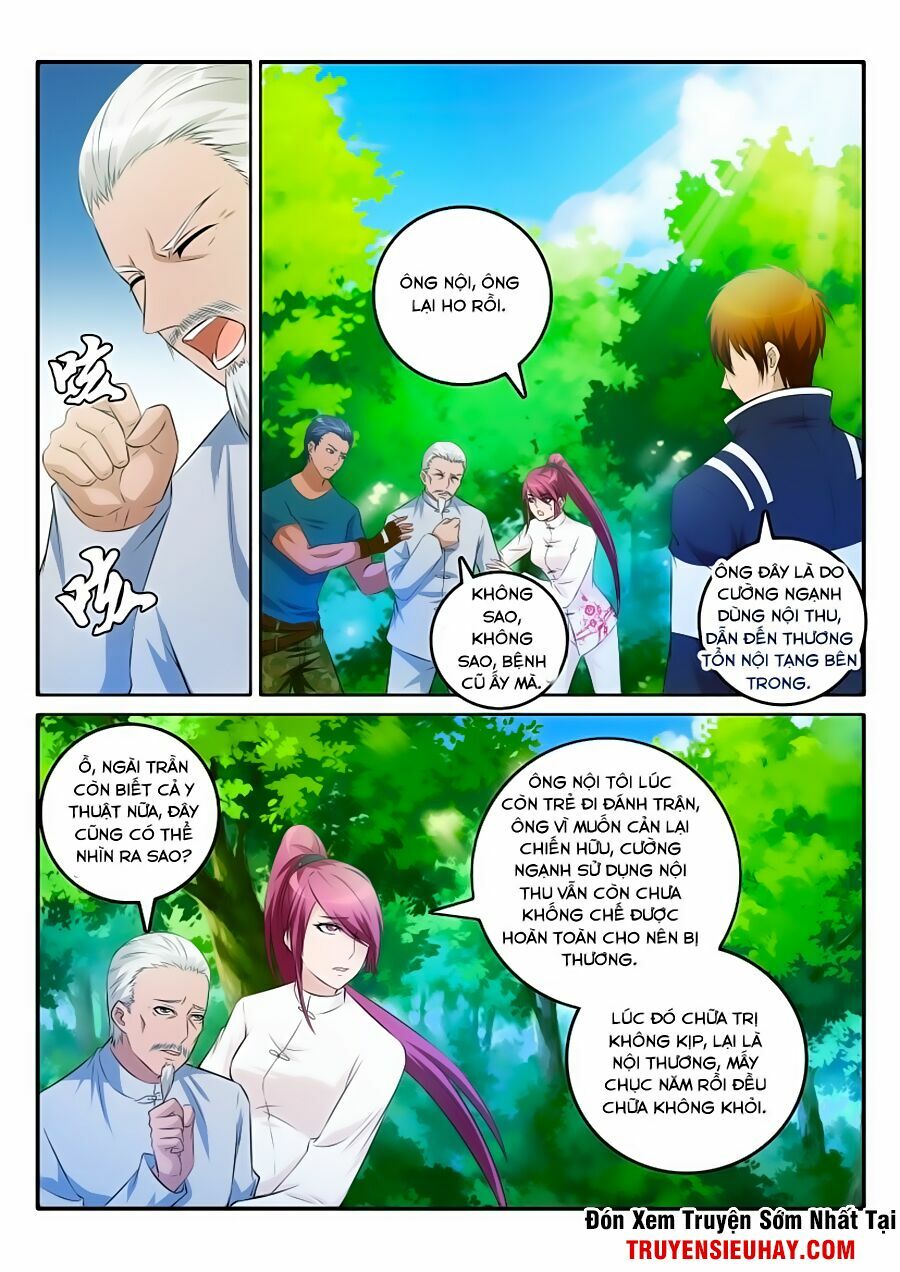 咳
咳
ÔNG NỘI, ÔNG
LẠI HO RỒI.
KHÔNG
SAO,
KHÔNG
SAO, BỆNH
CŨ ẤY MÀ.
ÔNG ĐÂY LÀ DO
CƯỜNG NGẠNH
DÙNG NỘI THU,
DẪN ĐẾN THƯƠNG
TỔN NỘI TẠNG BÊN
TRONG.
Ồ, NGÀI TRẦN
CÒN BIẾT CẢ Y
THUẬT NỮA, ĐÂY
CŨNG CÓ THỂ
NHÌN RA SAO?
ÔNG NỘI TÔI LÚC
CÒN TRẺ ĐI ĐÁNH TRẬN,
ÔNG VÌ MUỐN CẢN LẠI
CHIẾN HỮU, CƯỜNG
NGẠNH SỬ DỤNG NỘI
THU VẪN CÒN CHƯA
KHỐNG CHẾ ĐƯỢC
HOÀN TOÀN CHO NÊN BỊ
THƯƠNG.
LÚC ĐÓ CHỮA TRỊ
KHÔNG KỊP, LẠI LÀ
NỘI THƯƠNG, MẤY
CHỤC NĂM RỒI ĐỀU
CHỮA KHÔNG KHỎI.
Đón Xem Truyện Sớm Nhất Tại
TRUYENSIEUHAY.COM